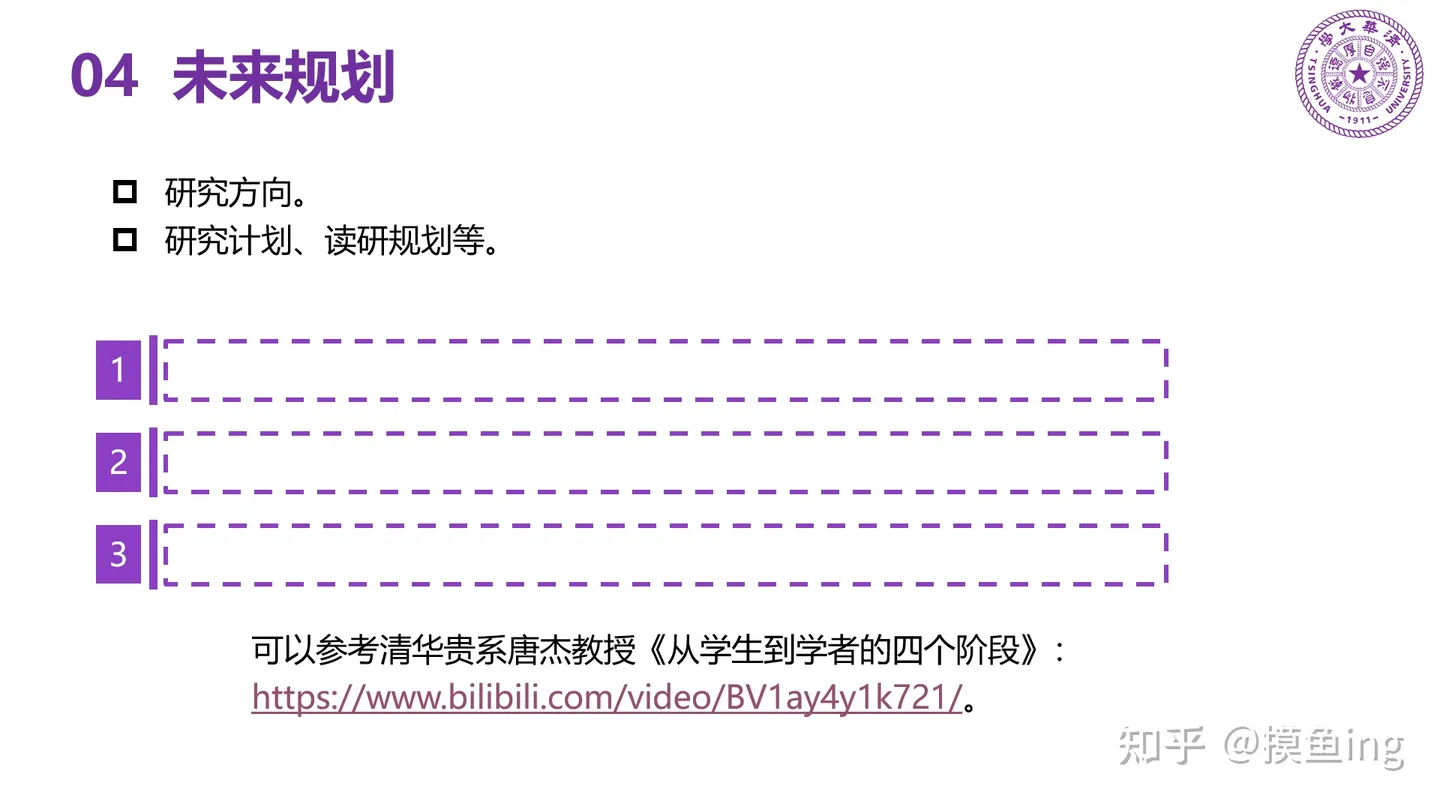 04 未来规划
研究方向。
研究计划、读研规划等。
1
2
3
可以参考清华贵系唐杰教授《从学生到学者的四个阶段》：
https://www.bilibili.com/video/BV1ay4y1k721/。
學大華清
TSINGHUA UNIVERSITY
自强不息
厚德载物
-1911-
知乎 @摸鱼ing